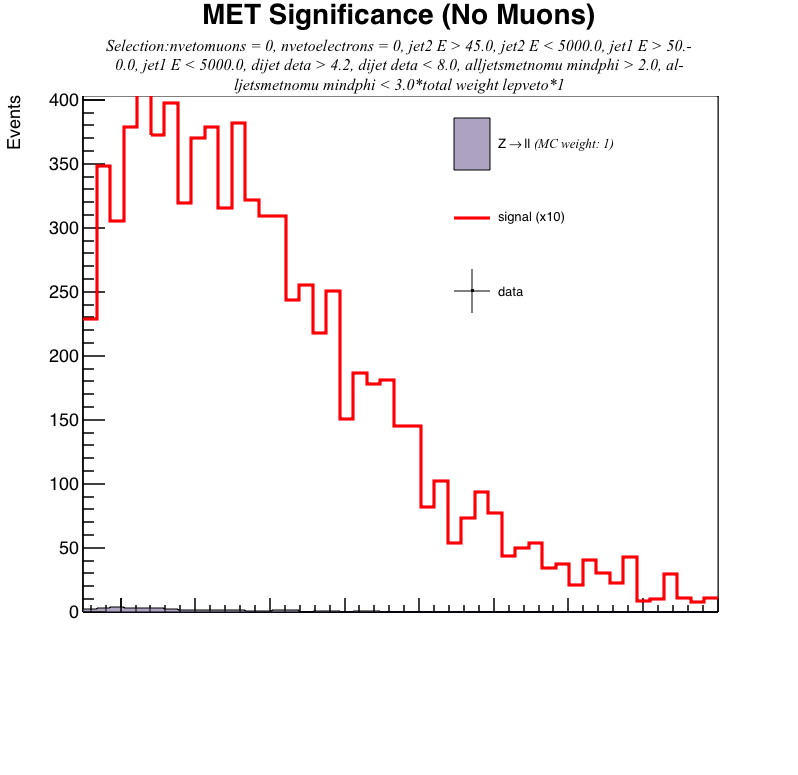 MET Significance (No Muons)
Selection:nvetomuons = 0, nvetoelectrons = 0, jet2 E > 45.0, jet2 E < 5000.0, jet1 E > 50.-
0.0, jet1 E < 5000.0, dijet deta > 4.2, dijet deta < 8.0, alljetsmetnomu mindphi > 2.0, al-
ljetsmetnomu mindphi < 3.0*total weight lepveto*1
Events
400
350
300
250
200
150
100
50
0
Z→ll (MC weight: 1)
signal (x10)
data